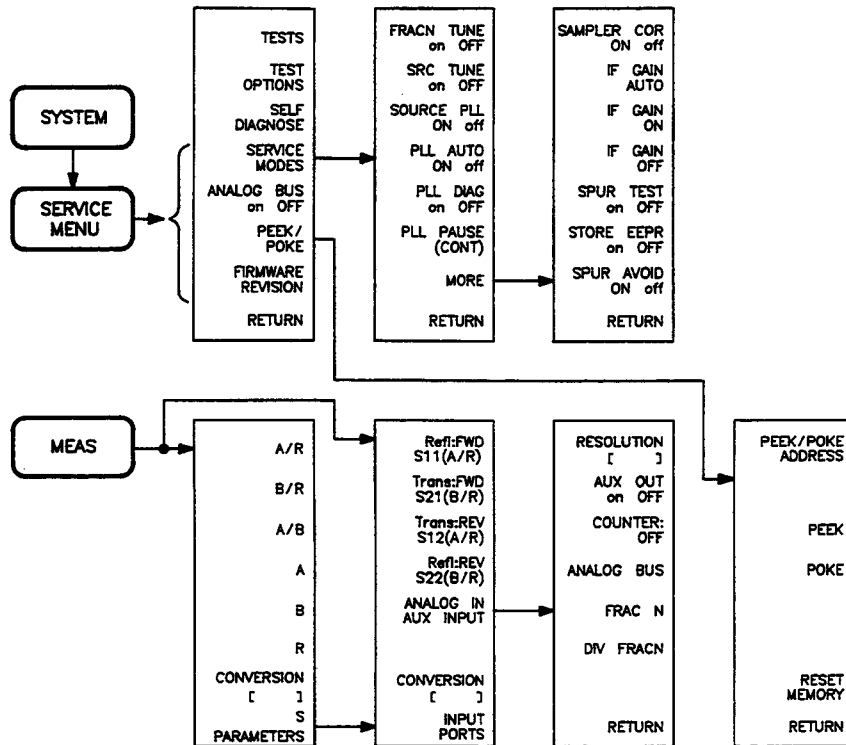 SYSTEM
SERVICE
MENU
TESTS
TEST
OPTIONS
SELF
DIAGNOSE
SERVICE
MODES
ANALOG BUS
on OFF
PEEK/
POKE
FIRMWARE
REVISION
RETURN
FRACN TUNE
on OFF
SRC TUNE
on OFF
SOURCE PLL
ON off
PLL AUTO
ON off
PLL DIAG
on OFF
PLL PAUSE
(CONT)
MORE
RETURN
SAMPLER COR
ON off
IF GAIN
AUTO
IF GAIN
ON
IF GAIN
OFF
SPUR TEST
on OFF
STORE EEPR
on OFF
SPUR AVOID
ON off
RETURN
MEAS
A/R
B/R
A/B
A
B
R
CONVERSION
[ ]
S
PARAMETERS
Refl:FWD
S11(A/R)
Trans:FWD
S21(B/R)
Trans:REV
S12(A/R)
Refl:REV
S22(B/R)
ANALOG IN
AUX INPUT
CONVERSION
[ ]
INPUT
PORTS
RESOLUTION
[ ]
AUX OUT
on OFF
COUNTER:
OFF
ANALOG BUS
FRAC N
DIV FRACN
RETURN
PEEK/POKE
ADDRESS
PEEK
POKE
RESET
MEMORY
RETURN